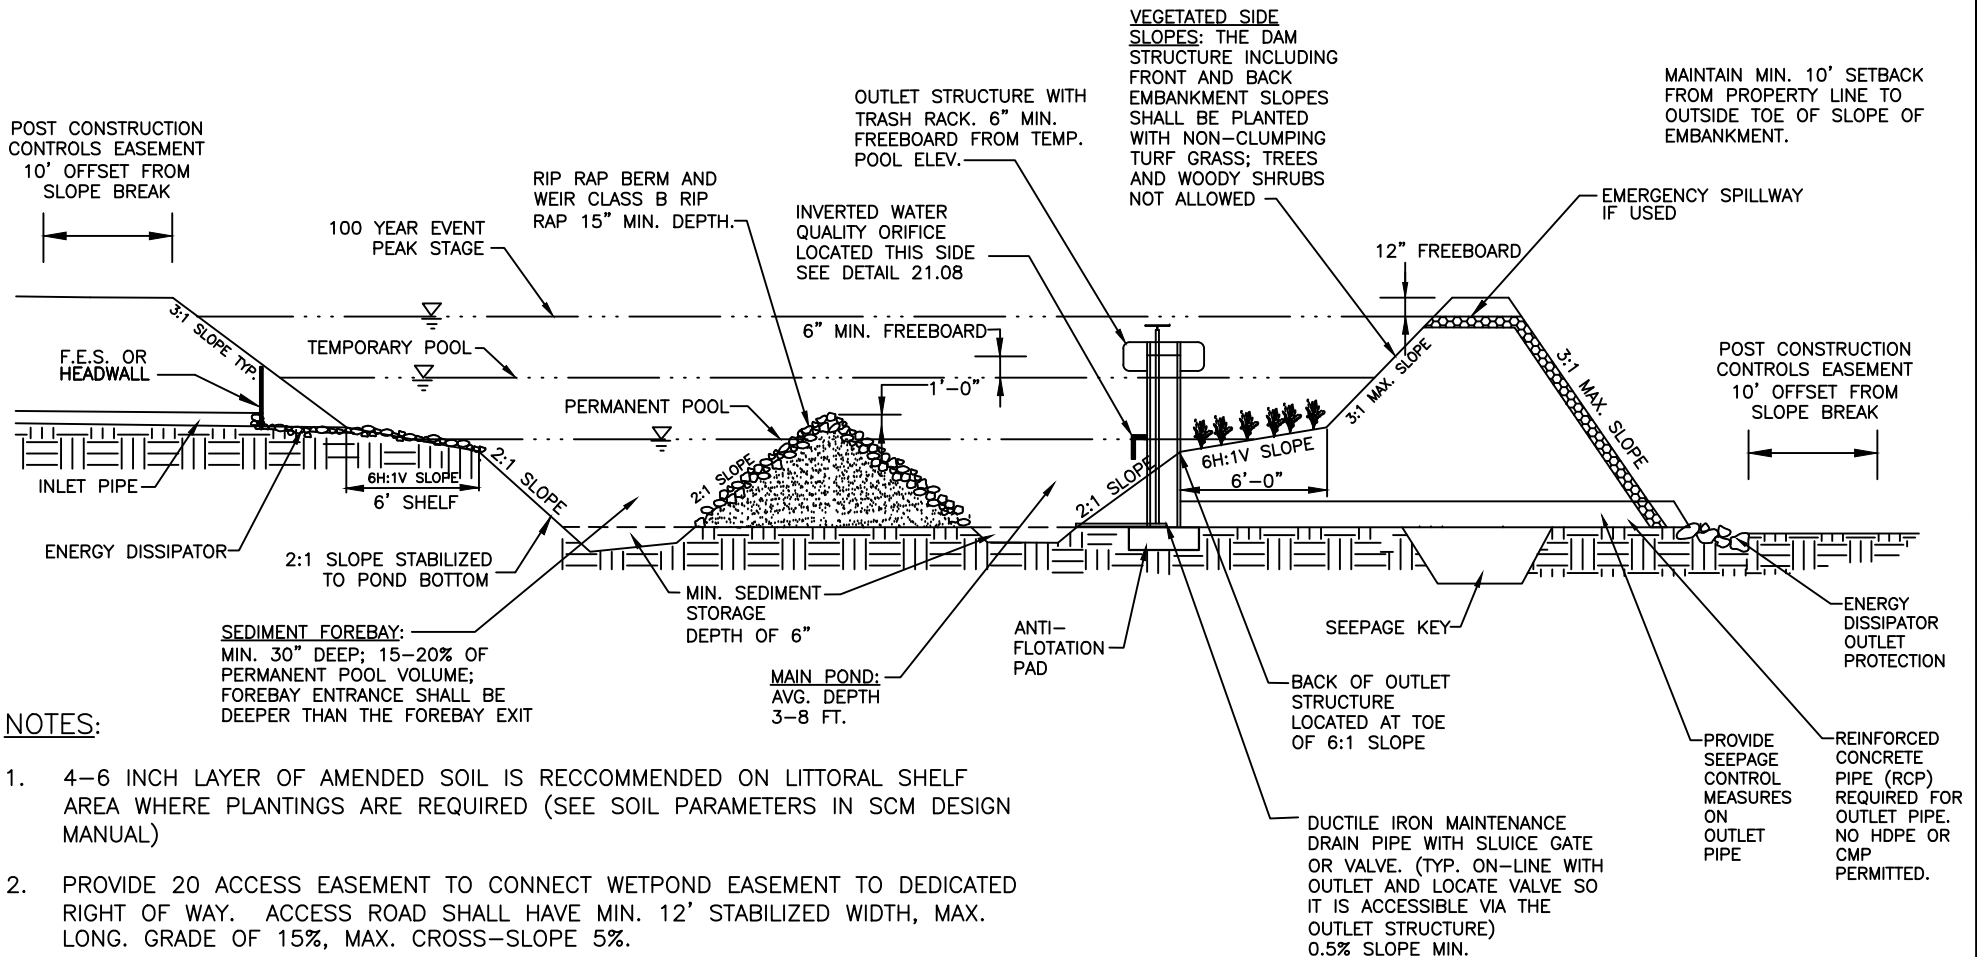 VEGETATED SIDE
SLOPES: THE DAM
STRUCTURE INCLUDING
FRONT AND BACK
EMBANKMENT SLOPES
SHALL BE PLANTED
WITH NON-CLUMPING
TURF GRASS; TREES
AND WOODY SHRUBS
NOT ALLOWED
MAINTAIN MIN. 10' SETBACK
FROM PROPERTY LINE TO
OUTSIDE TOE OF SLOPE OF
EMBANKMENT.
OUTLET STRUCTURE WITH
TRASH RACK. 6" MIN.
FREEBOARD FROM TEMP.
POOL ELEV.
POST CONSTRUCTION
CONTROLS EASEMENT
10' OFFSET FROM
SLOPE BREAK
RIP RAP BERM AND
WEIR CLASS B RIP
RAP 15" MIN. DEPTH.
EMERGENCY SPILLWAY
IF USED
INVERTED WATER
QUALITY ORIFICE
LOCATED THIS SIDE
SEE DETAIL 21.08
100 YEAR EVENT
PEAK STAGE
12" FREEBOARD
3:1 SLOPE TYP.
6" MIN. FREEBOARD
TEMPORARY POOL
F.E.S. OR
HEADWALL
3:1 MAX. SLOPE
3:1 MAX. SLOPE
POST CONSTRUCTION
CONTROLS EASEMENT
10' OFFSET FROM
SLOPE BREAK
1'-0"
PERMANENT POOL
2:1 SLOPE
2:1 SLOPE
2:1 SLOPE
6H:1V SLOPE
6'-0"
6H:1V SLOPE
6' SHELF
INLET PIPE
ENERGY DISSIPATOR
2:1 SLOPE STABILIZED
TO POND BOTTOM
MIN. SEDIMENT
STORAGE
DEPTH OF 6"
SEDIMENT FOREBAY:
MIN. 30" DEEP; 15-20% OF
PERMANENT POOL VOLUME;
FOREBAY ENTRANCE SHALL BE
DEEPER THAN THE FOREBAY EXIT
MAIN POND:
AVG. DEPTH
3-8 FT.
ANTI-
FLOTATION
PAD
SEEPAGE KEY
ENERGY
DISSIPATOR
OUTLET
PROTECTION
BACK OF OUTLET
STRUCTURE
LOCATED AT TOE
OF 6:1 SLOPE
PROVIDE
SEEPAGE
CONTROL
MEASURES
ON
OUTLET
PIPE
REINFORCED
CONCRETE
PIPE (RCP)
REQUIRED FOR
OUTLET PIPE.
NO HDPE OR
CMP
PERMITTED.
DUCTILE IRON MAINTENANCE
DRAIN PIPE WITH SLUICE GATE
OR VALVE. (TYP. ON-LINE WITH
OUTLET AND LOCATE VALVE SO
IT IS ACCESSIBLE VIA THE
OUTLET STRUCTURE)
0.5% SLOPE MIN.
NOTES:
1. 4-6 INCH LAYER OF AMENDED SOIL IS RECCOMMENDED ON LITTORAL SHELF
AREA WHERE PLANTINGS ARE REQUIRED (SEE SOIL PARAMETERS IN SCM DESIGN
MANUAL)
2. PROVIDE 20 ACCESS EASEMENT TO CONNECT WETPOND EASEMENT TO DEDICATED
RIGHT OF WAY. ACCESS ROAD SHALL HAVE MIN. 12' STABILIZED WIDTH, MAX.
LONG. GRADE OF 15%, MAX. CROSS-SLOPE 5%.